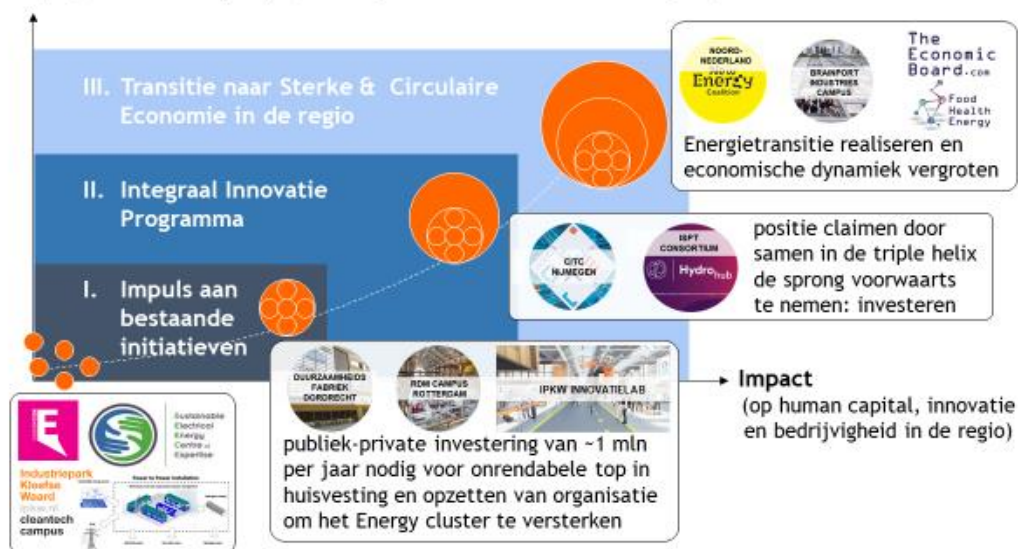 III. Transitie naar Sterke & Circulaire
Economie in de regio
II. Integraal Innovatie
Programma
I. Impuls aan
bestaande
initiatieven
NOORD-
NEDERLAND
Energy
Coalition
BRAINPORT
INDUSTRIES
CAMPUS
The
Economic
Board.com
Food
Health
Energy
Energietransitie realiseren en
economische dynamiek vergroten
CITC
NIJMEGEN
ISPT
CONSORTIUM
Hydrohub
positie claimen door
samen in de triple helix
de sprong voorwaarts
te nemen: investeren
DUURZAAMHEIDS
FABRIEK
DORDRECHT
RDM CAMPUS
ROTTERDAM
IPKW INNOVATIELAB
publiek-private investering van ~1 mln
per jaar nodig voor onrendabele top in
huisvesting en opzetten van organisatie
om het Energy cluster te versterken
Impact
(op human capital, innovatie
en bedrijvigheid in de regio)
E
Sustainable
Electrical
Energy
Centre of
Expertise
Industriepark
Kleefse
Waard
ipkw.nl
cleantech
campus